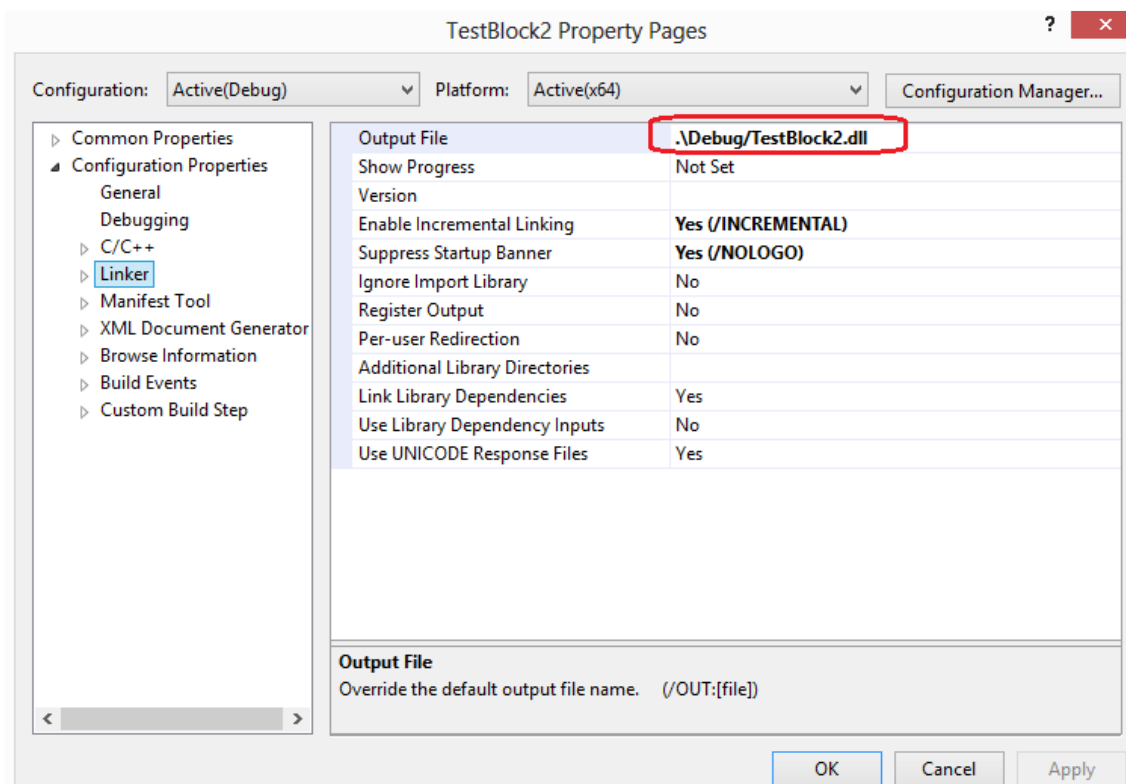 TestBlock2 Property Pages
? ×
Configuration: Active(Debug) Platform: Active(x64) Configuration Manager...
Common Properties
Configuration Properties
General
Debugging
C/C++
Linker
Manifest Tool
XML Document Generator
Browse Information
Build Events
Custom Build Step
Output File .\Debug/TestBlock2.dll
Show Progress Not Set
Version
Enable Incremental Linking Yes (/INCREMENTAL)
Suppress Startup Banner Yes (/NOLOGO)
Ignore Import Library No
Register Output No
Per-user Redirection No
Additional Library Directories
Link Library Dependencies Yes
Use Library Dependency Inputs No
Use UNICODE Response Files Yes
Output File
Override the default output file name. (/OUT:[file])
OK Cancel Apply